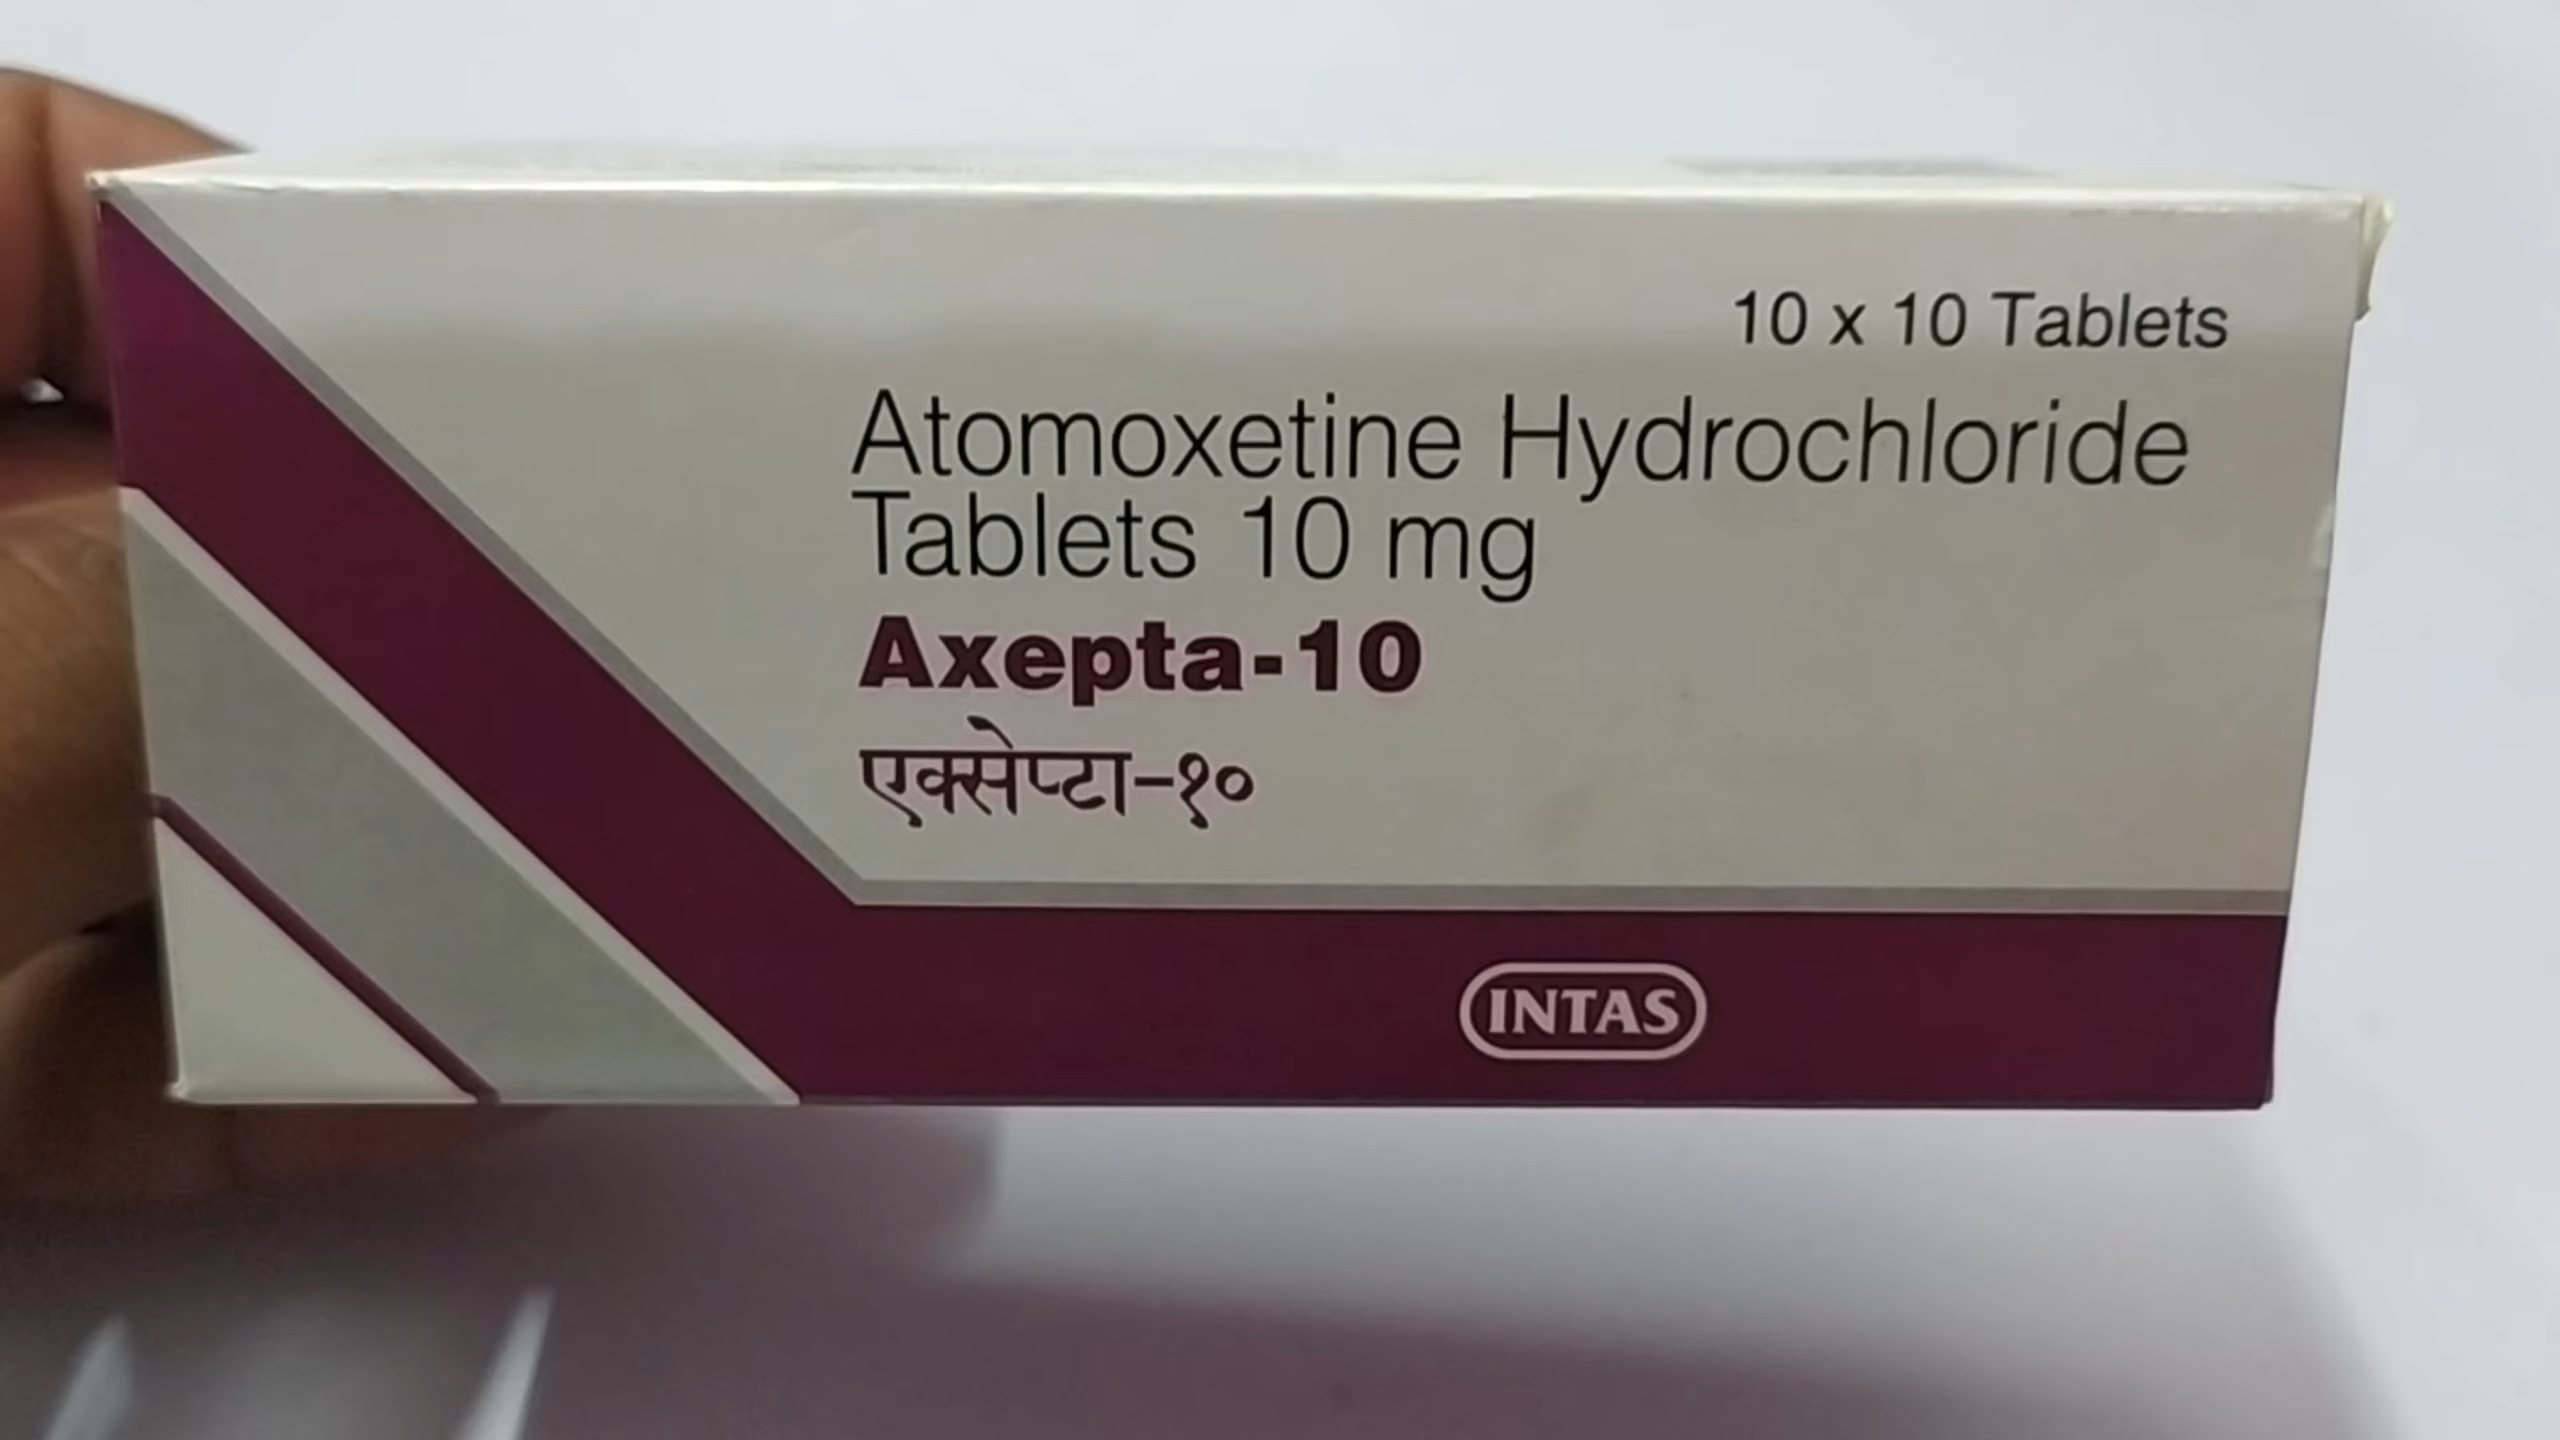 10 x 10 Tablets
Atomoxetine Hydrochloride
Tablets 10 mg
Axepta-10
एक्सेप्टा-१०
INTAS